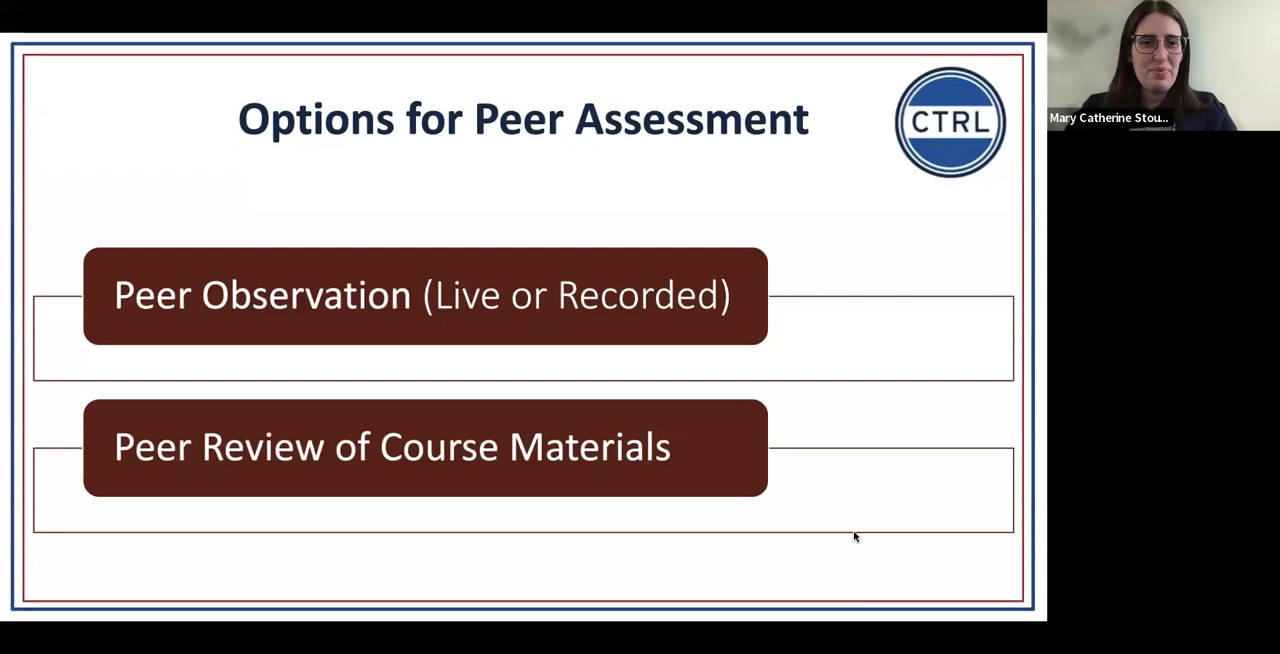 Options for Peer Assessment
CTRL
Mary Catherine Stou...
Peer Observation (Live or Recorded)
Peer Review of Course Materials